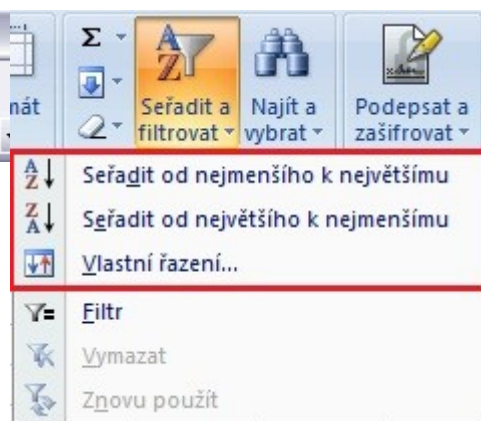 Σ
mát
Seřadit a
filtrovat
Najít a
vybrat
Podepsat a
zašifrovat
Seřadit od nejmenšího k největšímu
Seřadit od největšího k nejmenšímu
Vlastní řazení...
Filtr
Vymazat
Znovu použít